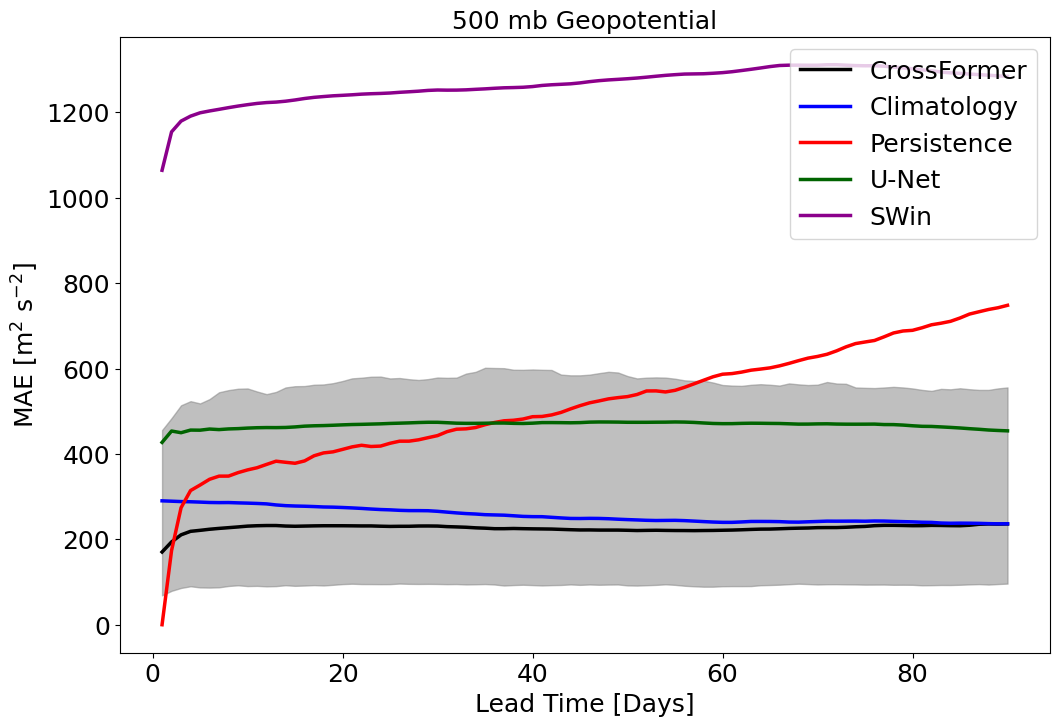 500 mb Geopotential
CrossFormer
Climatology
Persistence
U-Net
SWin
MAE [m² s⁻²]
1200
1000
800
600
400
200
0
0 20 40 60 80
Lead Time [Days]